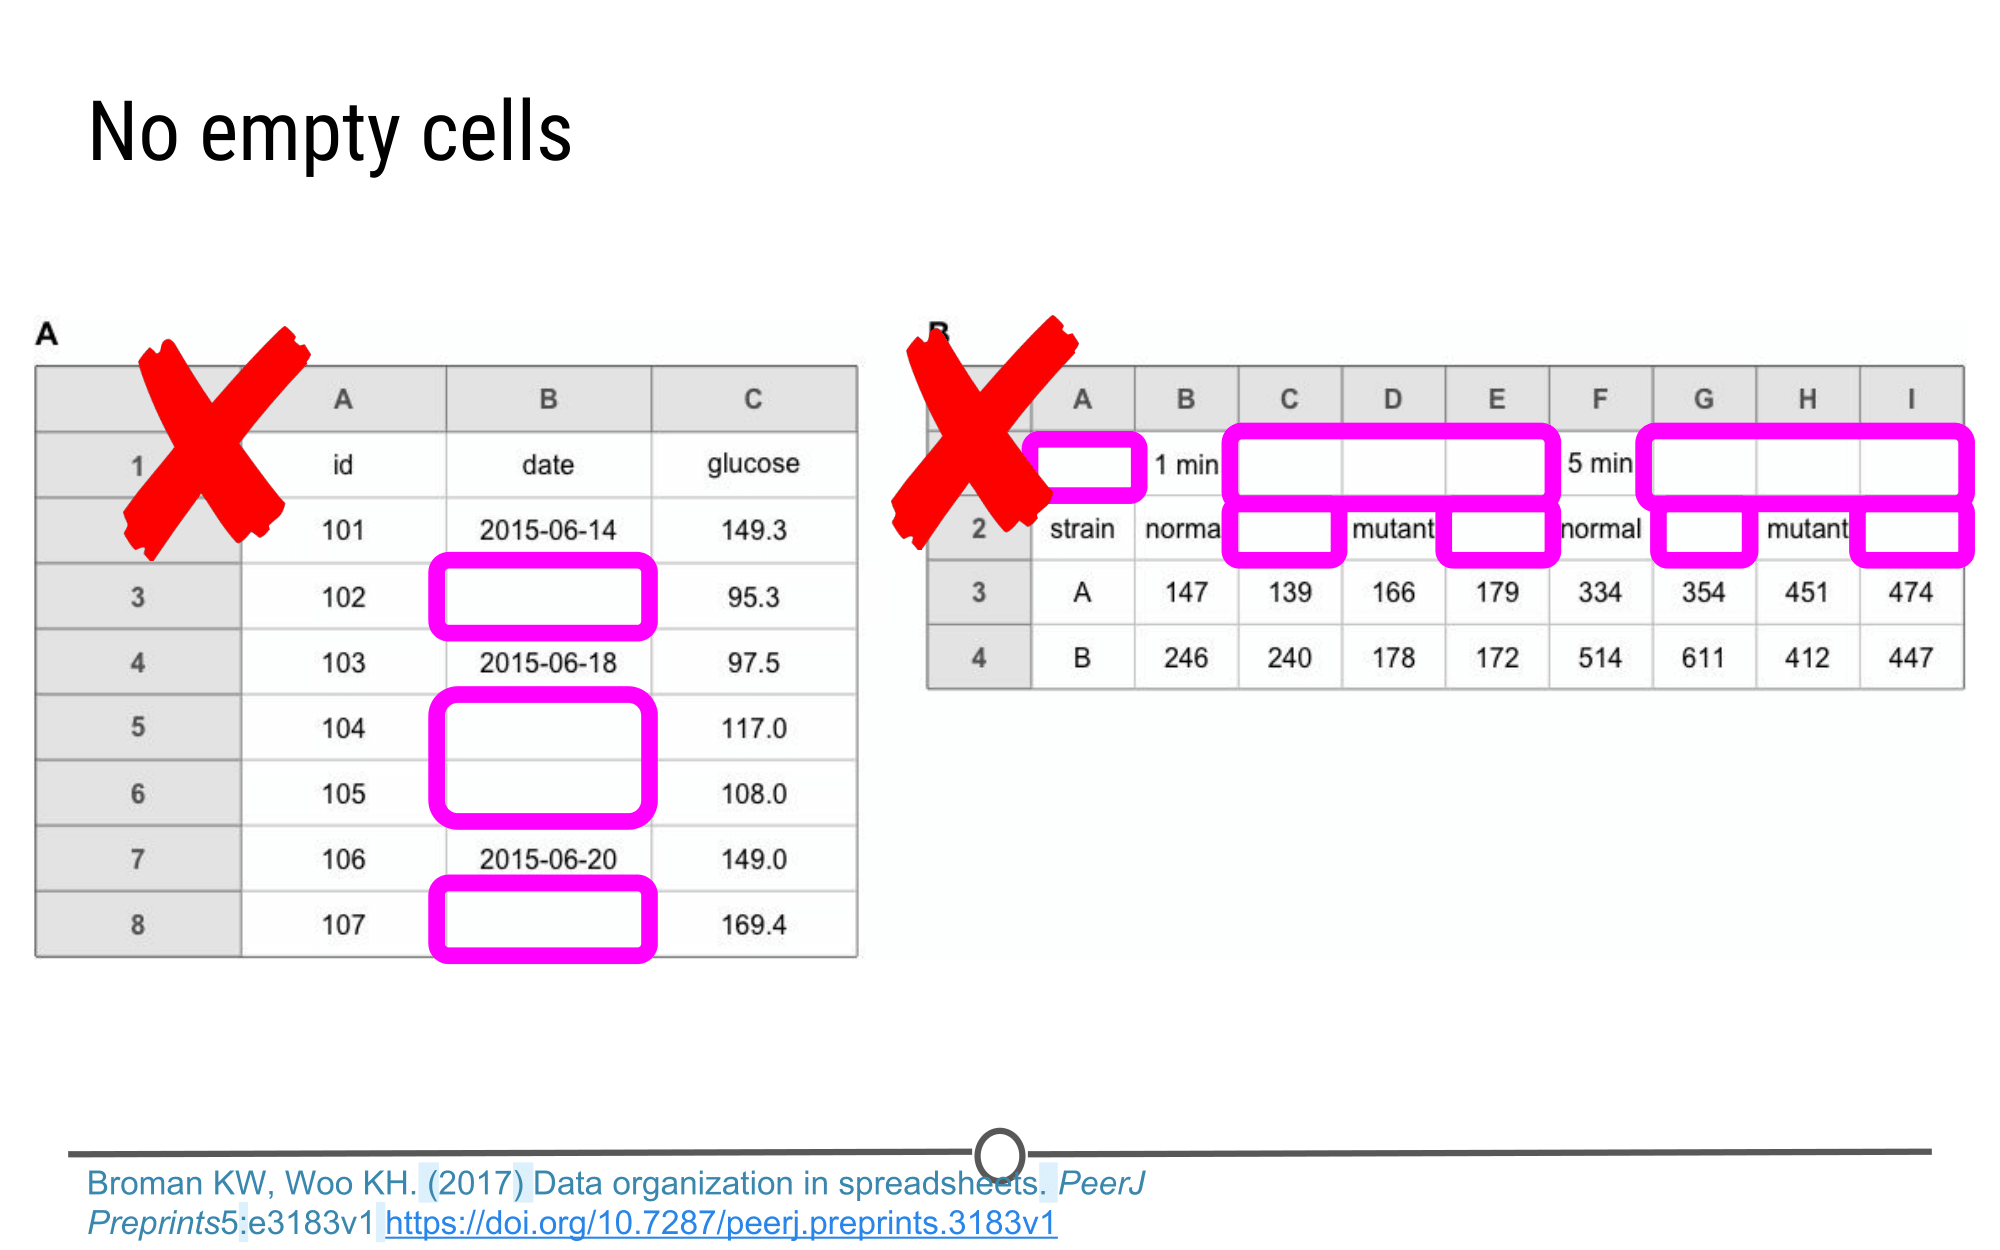 No empty cells
A
A B C
1 id date glucose
101 2015-06-14 149.3
3 102 95.3
4 103 2015-06-18 97.5
5 104 117.0
6 105 108.0
7 106 2015-06-20 149.0
8 107 169.4
B
A B C D E F G H I
1 min 5 min
2 strain norma mutant normal mutant
3 A 147 139 166 179 334 354 451 474
4 B 246 240 178 172 514 611 412 447
Broman KW, Woo KH. (2017) Data organization in spreadsheets. PeerJ
Preprints5:e3183v1 https://doi.org/10.7287/peerj.preprints.3183v1